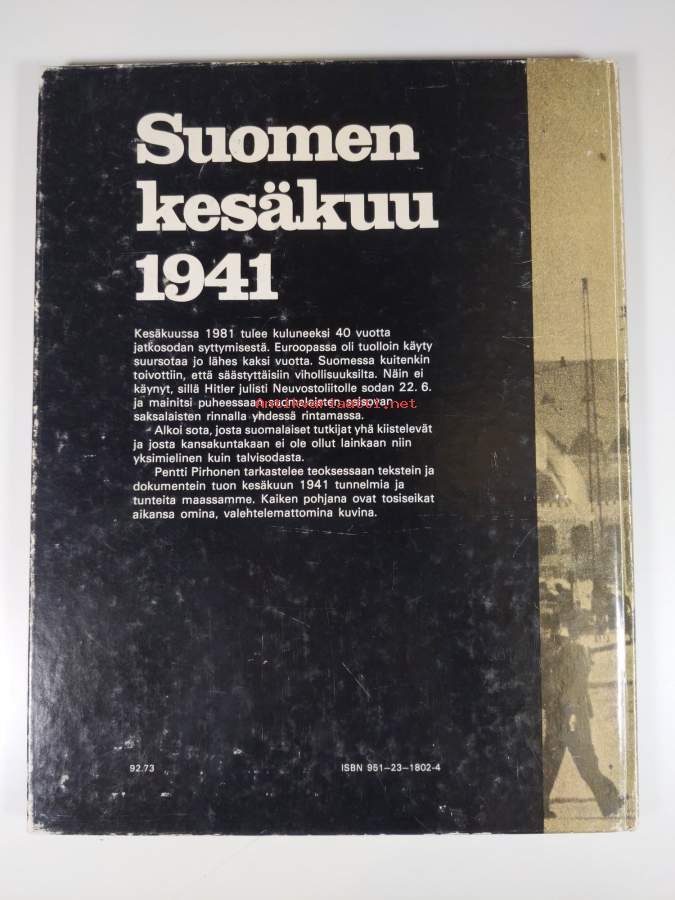 Suomen
kesäkuu
1941
Kesäkuussa 1981 tulee kuluneeksi 40 vuotta
jatkosodan syttymisestä. Euroopassa oli tuolloin käyty
suursotaa jo lähes kaksi vuotta. Suomessa kuitenkin
toivottiin, että säästyttäisiin vihollisuuksilta. Näin ei
käynyt, sillä Hitler julisti Neuvostoliitolle sodan 22. 6.
ja mainitsi puheessaan suomalaisten seisovan
antikvariaatti.net
saksalaisten rinnalla yhdessä rintamassa.
Alkoi sota, josta suomalaiset tutkijat yhä kiistelevät
ja josta kansakuntakaan ei ole ollut lainkaan niin
yksimielinen kuin talvisodasta.
Pentti Pirhonen tarkastelee teoksessaan tekstein ja
dokumentein tuon kesäkuun 1941 tunnelmia ja
tunteita maassamme. Kaiken pohjana ovat tosiseikat
aikansa omina, valehtelemattomina kuvina.
92.73
ISBN 951-23-1802-4